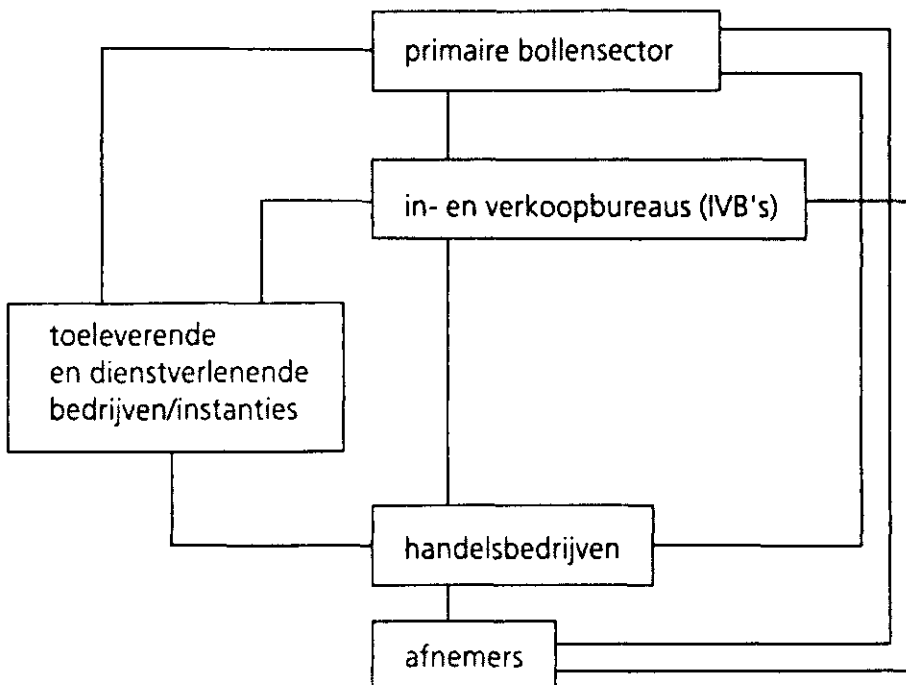 primaire bollensector
in- en verkoopbureaus (IVB's)
toeleverende
en dienstverlenende
bedrijven/instanties
handelsbedrijven
afnemers